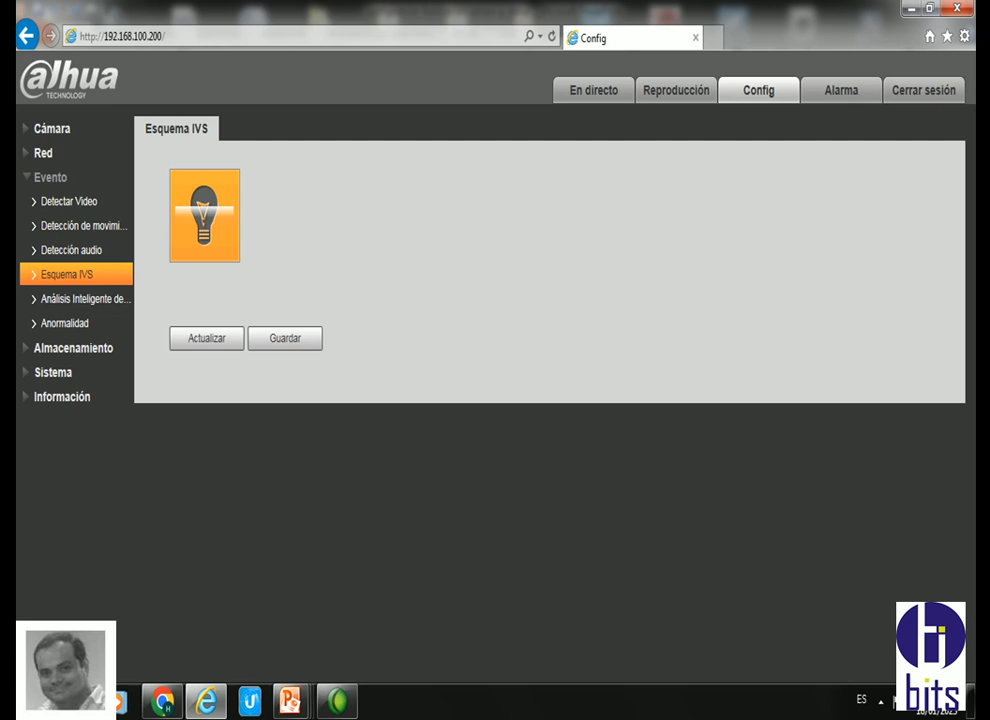 http://192.168.100.200/
Config
alhua
TECHNOLOGY
En directo
Reproducción
Config
Alarma
Cerrar sesión
Cámara
Red
Evento
Detectar Video
Detección de movimi...
Detección audio
Esquema IVS
Análisis Inteligente de...
Anormalidad
Almacenamiento
Sistema
Información
Esquema IVS
Actualizar
Guardar
ES
bits